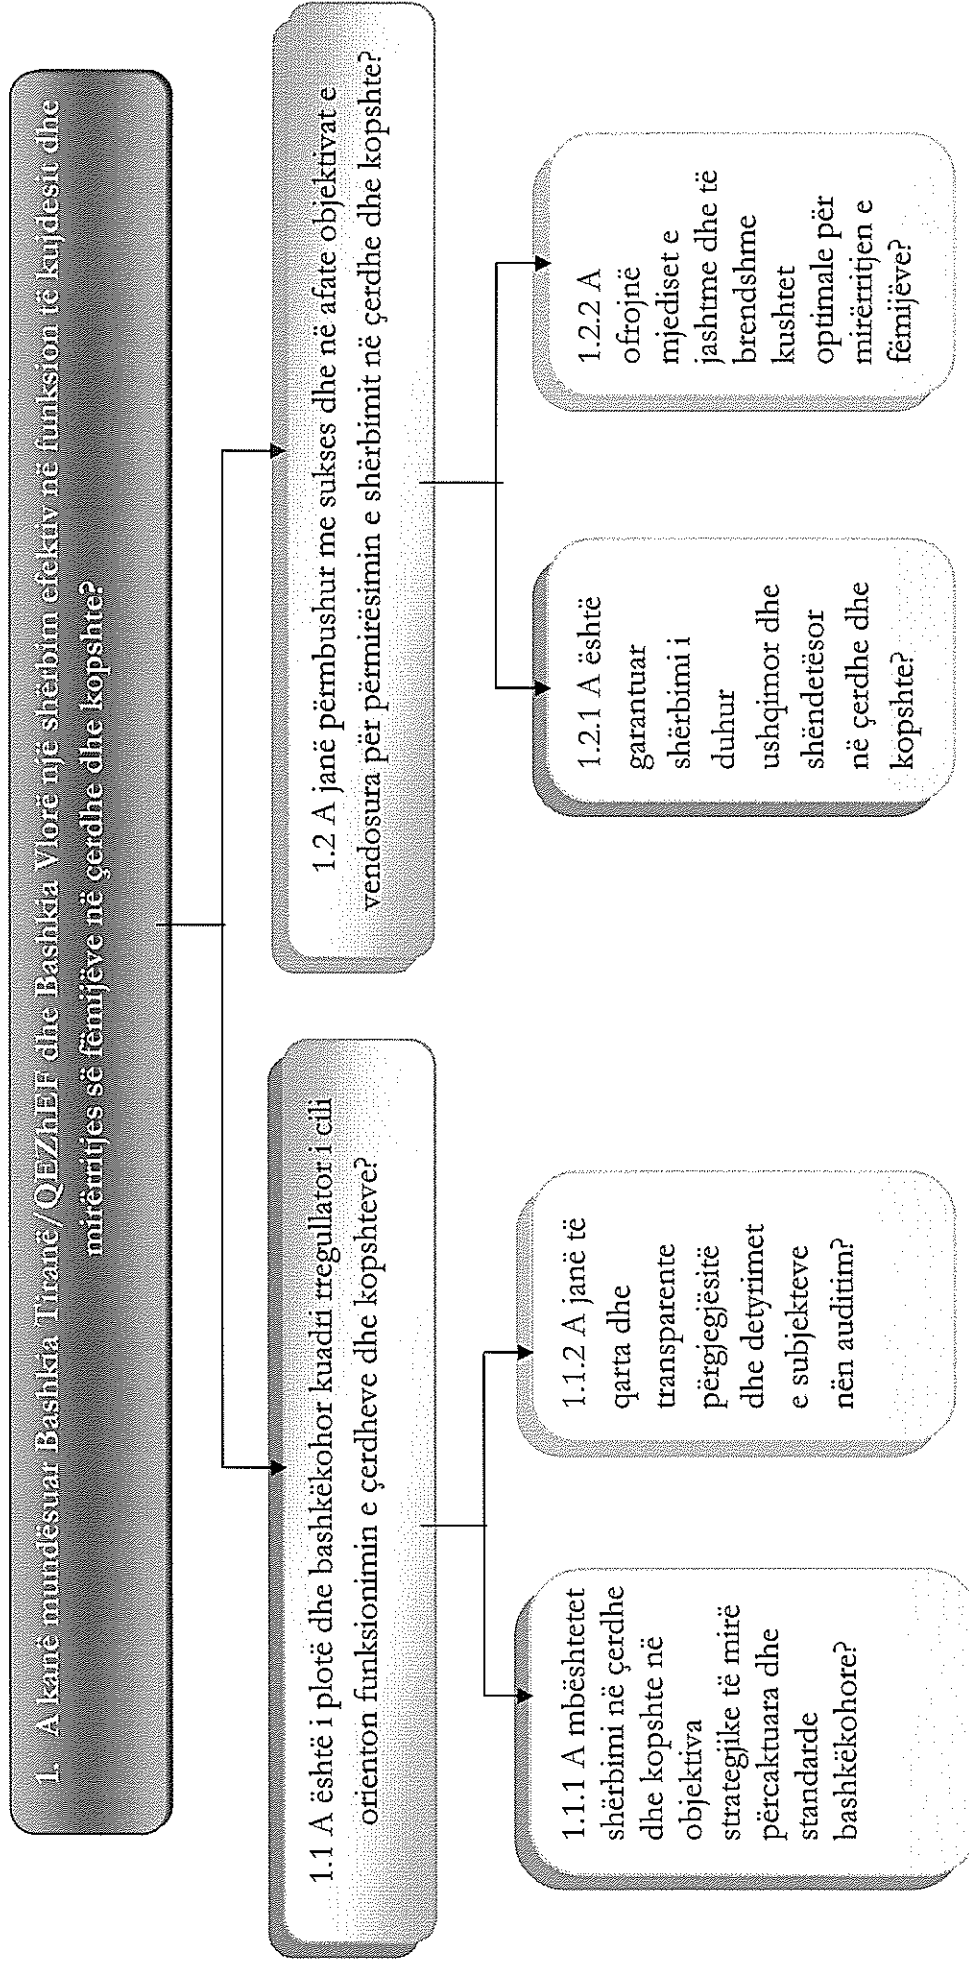 1. A kanë mundësuar Bashkia Tiranë/QEZhEF dhe Bashkia Vlorë një shërbim efektiv në funksion të kujdesit dhe
mirërritjes së fëmijëve në çerdhe dhe kopshte?
1.1 A është i plotë dhe bashkëkohor kuadri rregullator i cili
orienton funksionimin e çerdheve dhe kopshteve?
1.2 A janë përmbushur me sukses dhe në afate objektivat e
vendosura për përmirësimin e shërbimit në çerdhe dhe kopshte?
1.1.1 A mbështetet
shërbimi në çerdhe
dhe kopshte në
objektiva
strategjike të mirë
përcaktuara dhe
standarde
bashkëkohore?
1.1.2 A janë të
qarta dhe
transparente
përgjegjësitë
dhe detyrimet
e subjekteve
nën auditim?
1.2.1 A është
garantuar
shërbimi i
duhur
ushqimor dhe
shëndetësor
në çerdhe dhe
kopshte?
1.2.2 A
ofrojnë
mjediset e
jashtme dhe të
brendshme
kushtet
optimale për
mirërritjen e
fëmijëve?